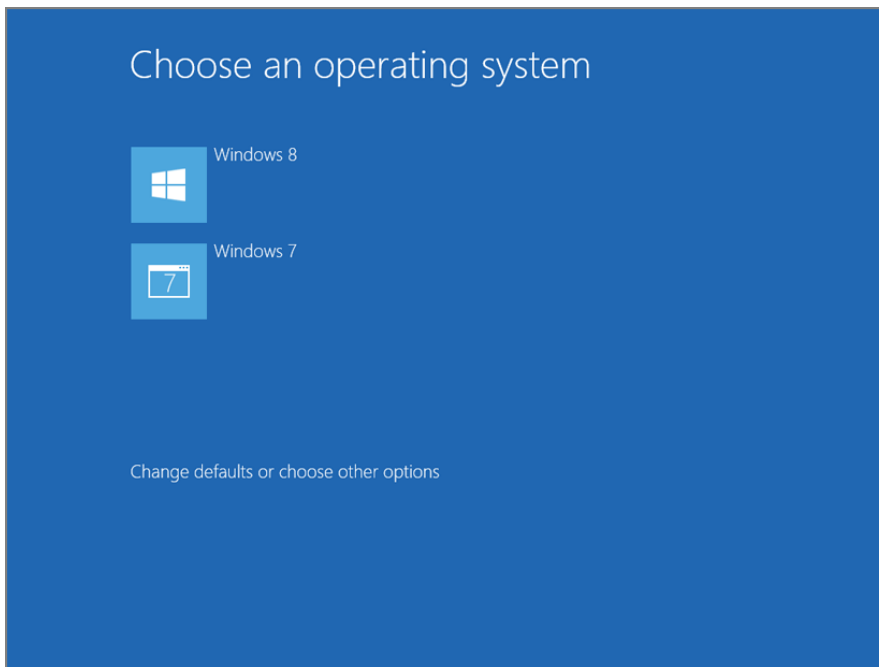 Choose an operating system
Windows 8
Windows 7
7
Change defaults or choose other options